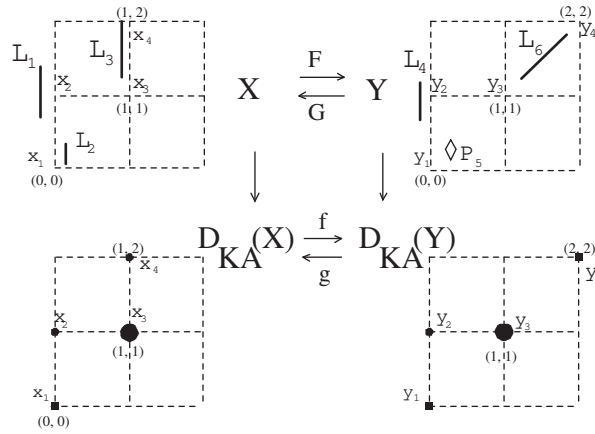 (1, 2)
x₄
L₁
L₃
x₂
x₃
(1, 1)
L₂
x₁
(0, 0)
X
F
G
Y
(2, 2)
y₄
L₆
L₄
y₂
y₃
(1, 1)
y₁
P₅
(0, 0)
D_KA(X)
f
g
D_KA(Y)
(1, 2)
x₄
x₂
x₃
(1, 1)
x₁
(0, 0)
(2, 2)
y
y₂
y₃
(1, 1)
y₁